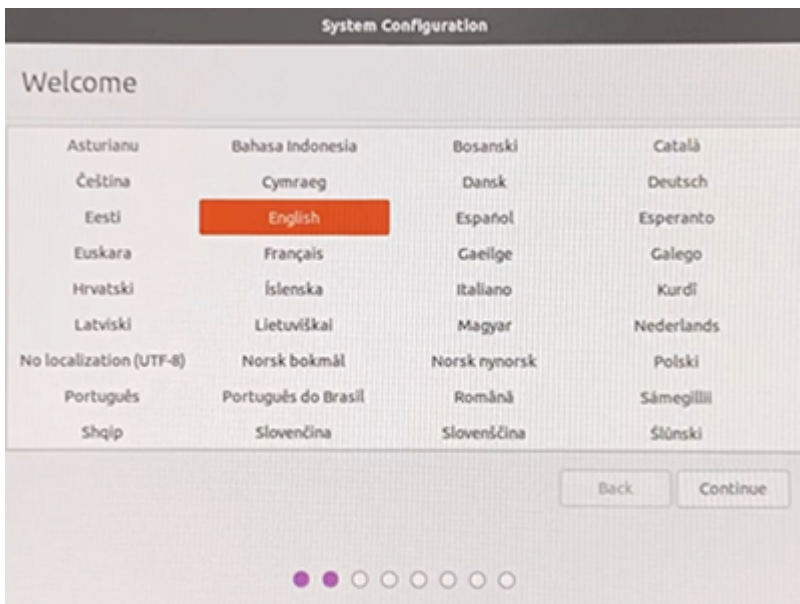 System Configuration
Welcome
Asturianu Bahasa Indonesia Bosanski Català
Čeština Cymraeg Dansk Deutsch
Eesti English Español Esperanto
Euskara Français Gaeilge Galego
Hrvatski Íslenska Italiano Kurdî
Latviski Lietuviškai Magyar Nederlands
No localization (UTF-8) Norsk bokmål Norsk nynorsk Polski
Português Português do Brasil Română Sámegillii
Shqip Slovenčina Slovenščina Ślůnski
Back Continue